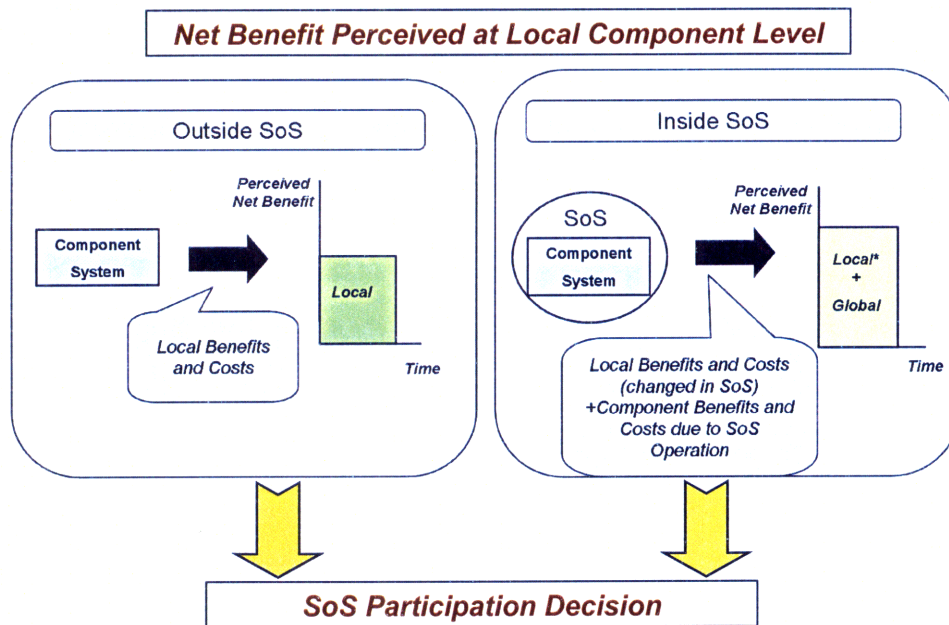 Net Benefit Perceived at Local Component Level
Outside SoS
Perceived
Net Benefit
Component
System
Local
Local Benefits
and Costs
Time
Inside SoS
Perceived
Net Benefit
SoS
Component
System
Local*
+
Global
Local Benefits and Costs
(changed in SoS)
+Component Benefits and
Costs due to SoS
Operation
Time
SoS Participation Decision